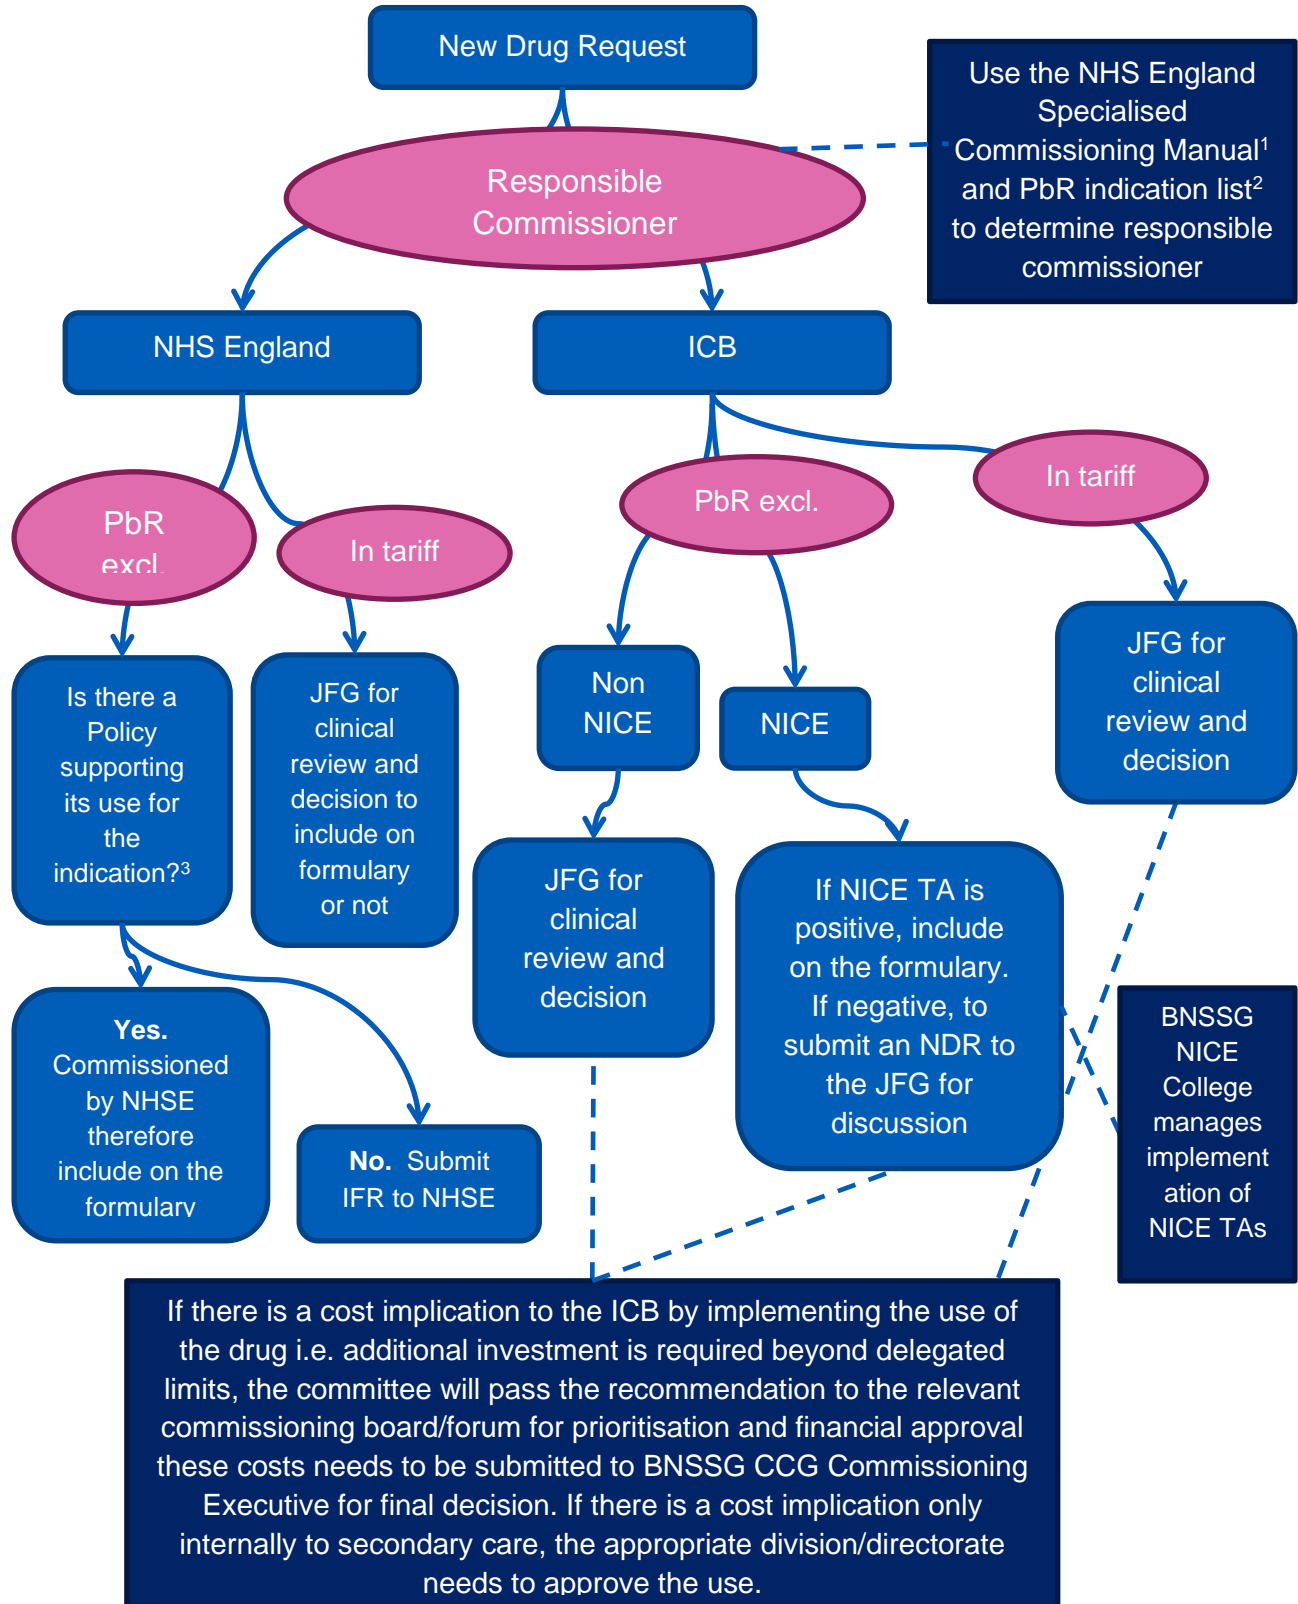 New Drug Request
Use the NHS England
Specialised
Commissioning Manual¹
and PbR indication list²
to determine responsible
commissioner
Responsible
Commissioner
NHS England
ICB
PbR
excl.
In tariff
PbR excl.
In tariff
Is there a
Policy
supporting
its use for
the
indication?³
JFG for
clinical
review and
decision to
include on
formulary
or not
Non
NICE
NICE
JFG for
clinical
review and
decision
JFG for
clinical
review and
decision
If NICE TA is
positive, include
on the formulary.
If negative, to
submit an NDR to
the JFG for
discussion
BNSSG
NICE
College
manages
implement
ation of
NICE TAs
Yes.
Commissioned
by NHSE
therefore
include on the
formulary
No. Submit
IFR to NHSE
If there is a cost implication to the ICB by implementing the use of
the drug i.e. additional investment is required beyond delegated
limits, the committee will pass the recommendation to the relevant
commissioning board/forum for prioritisation and financial approval
these costs needs to be submitted to BNSSG CCG Commissioning
Executive for final decision. If there is a cost implication only
internally to secondary care, the appropriate division/directorate
needs to approve the use.